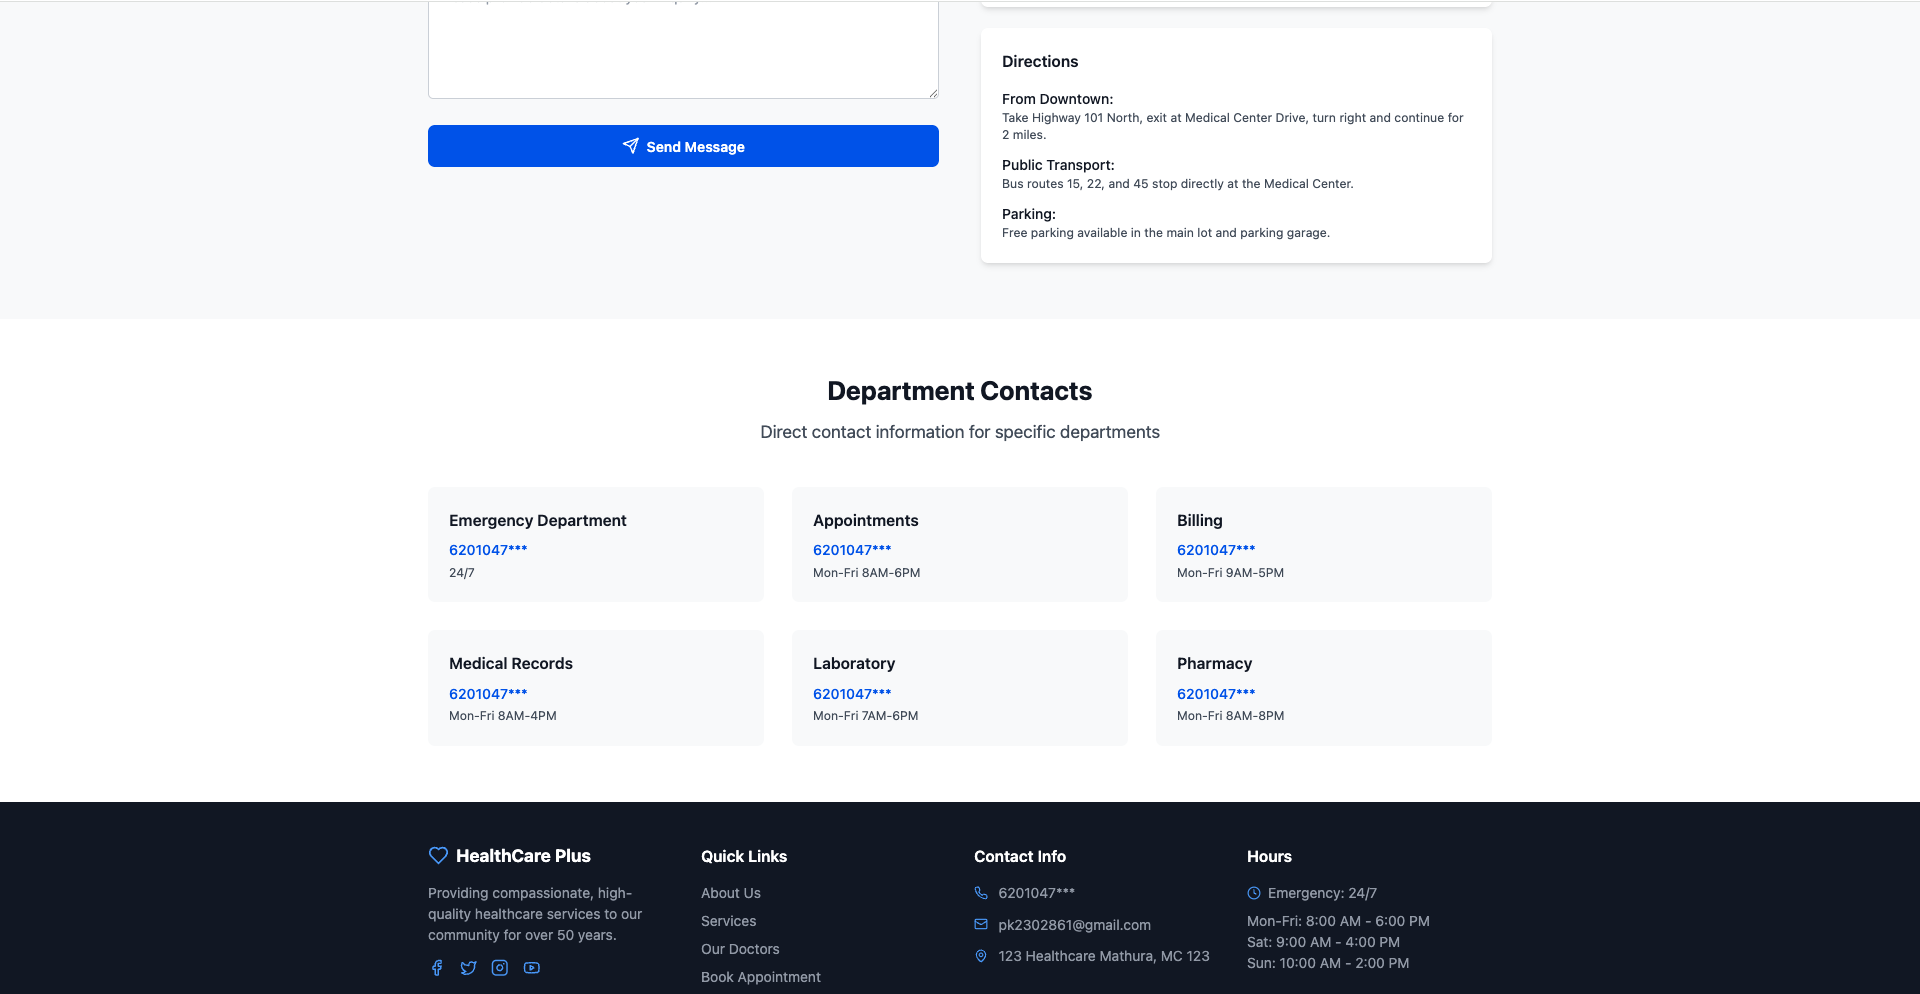 Send Message
Directions
From Downtown:
Take Highway 101 North, exit at Medical Center Drive, turn right and continue for
2 miles.
Public Transport:
Bus routes 15, 22, and 45 stop directly at the Medical Center.
Parking:
Free parking available in the main lot and parking garage.
Department Contacts
Direct contact information for specific departments
Emergency Department
6201047***
24/7
Appointments
6201047***
Mon-Fri 8AM-6PM
Billing
6201047***
Mon-Fri 9AM-5PM
Medical Records
6201047***
Mon-Fri 8AM-4PM
Laboratory
6201047***
Mon-Fri 7AM-6PM
Pharmacy
6201047***
Mon-Fri 8AM-8PM
HealthCare Plus
Providing compassionate, high-
quality healthcare services to our
community for over 50 years.
Quick Links
About Us
Services
Our Doctors
Book Appointment
Contact Info
6201047***
pk2302861@gmail.com
123 Healthcare Mathura, MC 123
Hours
Emergency: 24/7
Mon-Fri: 8:00 AM - 6:00 PM
Sat: 9:00 AM - 4:00 PM
Sun: 10:00 AM - 2:00 PM